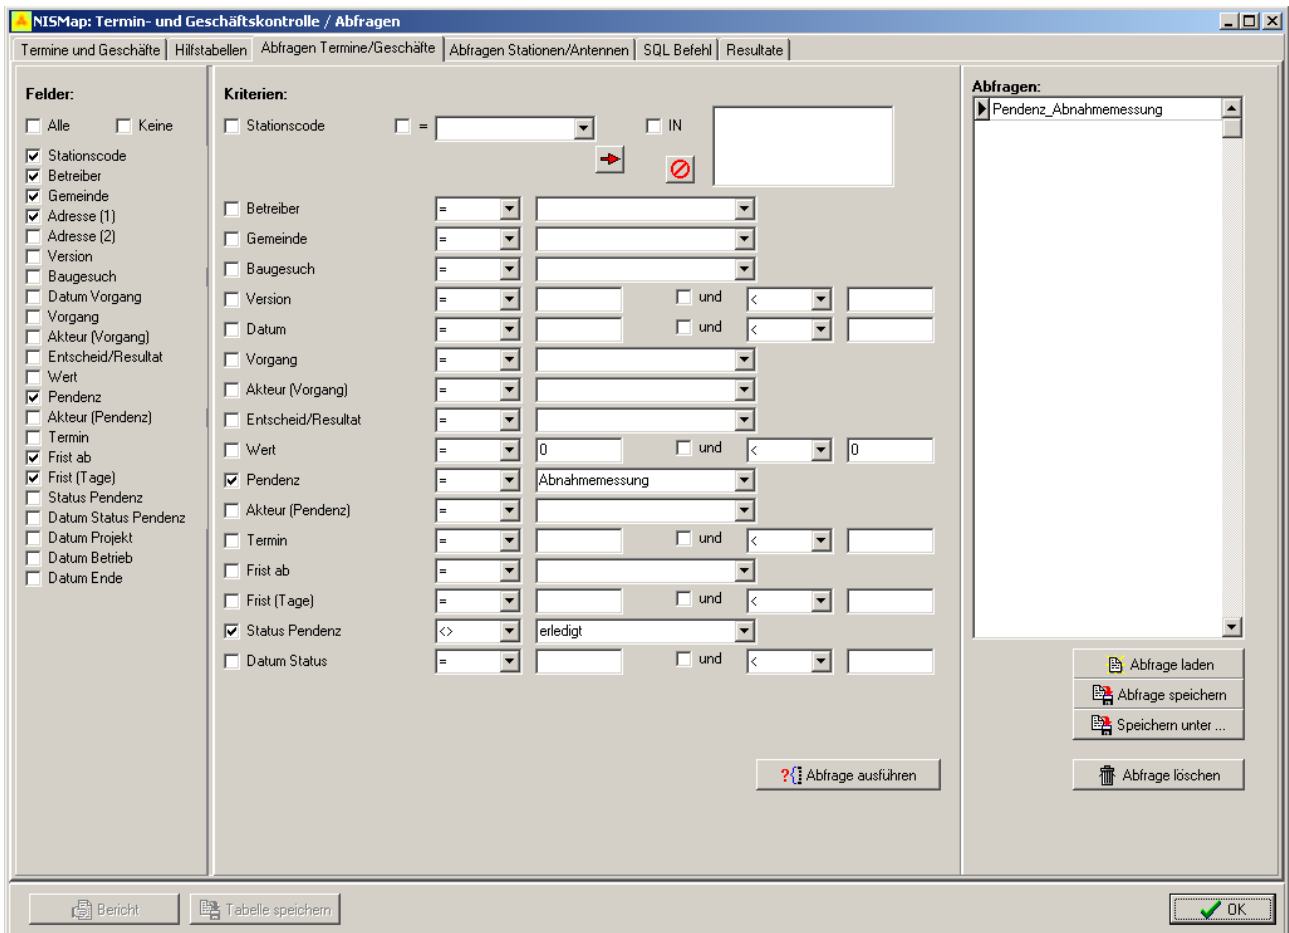 NISMap: Termin- und Geschäftskontrolle / Abfragen
Termine und Geschäfte Hilfstabellen Abfragen Termine/Geschäfte Abfragen Stationen/Antennen SQL Befehl Resultate
Felder:
Alle Keine
Stationscode
Betreiber
Gemeinde
Adresse (1)
Adresse (2)
Version
Baugesuch
Datum Vorgang
Vorgang
Akteur (Vorgang)
Entscheid/Resultat
Wert
Pendenz
Akteur (Pendenz)
Termin
Frist ab
Frist (Tage)
Status Pendenz
Datum Status Pendenz
Datum Projekt
Datum Betrieb
Datum Ende
Kriterien:
Stationscode = IN
Betreiber =
Gemeinde =
Baugesuch =
Version = und <
Datum = und <
Vorgang =
Akteur (Vorgang) =
Entscheid/Resultat =
Wert = 0 und < 0
Pendenz = Abnahmemessung
Akteur (Pendenz) =
Termin = und <
Frist ab =
Frist (Tage) = und <
Status Pendenz <> erledigt
Datum Status = und <
?{ Abfrage ausführen
Abfragen:
Pendenz_Abnahmemessung
Abfrage laden
Abfrage speichern
Speichern unter ...
Abfrage löschen
Bericht Tabelle speichern OK